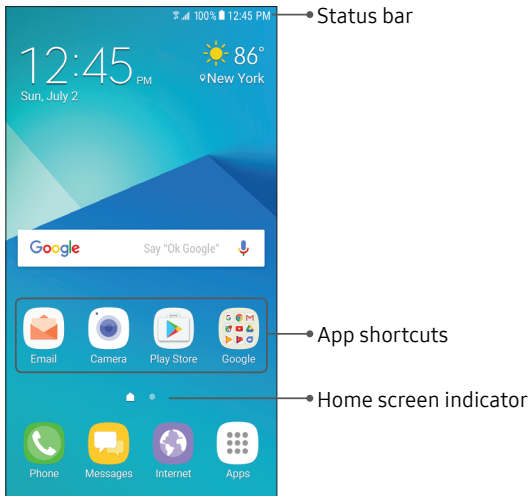 100% 12:45 PM
Status bar
12:45 PM
86°
New York
Sun, July 2
Google Say "Ok Google"
App shortcuts
Email Camera Play Store Google
Home screen indicator
Phone Messages Internet Apps